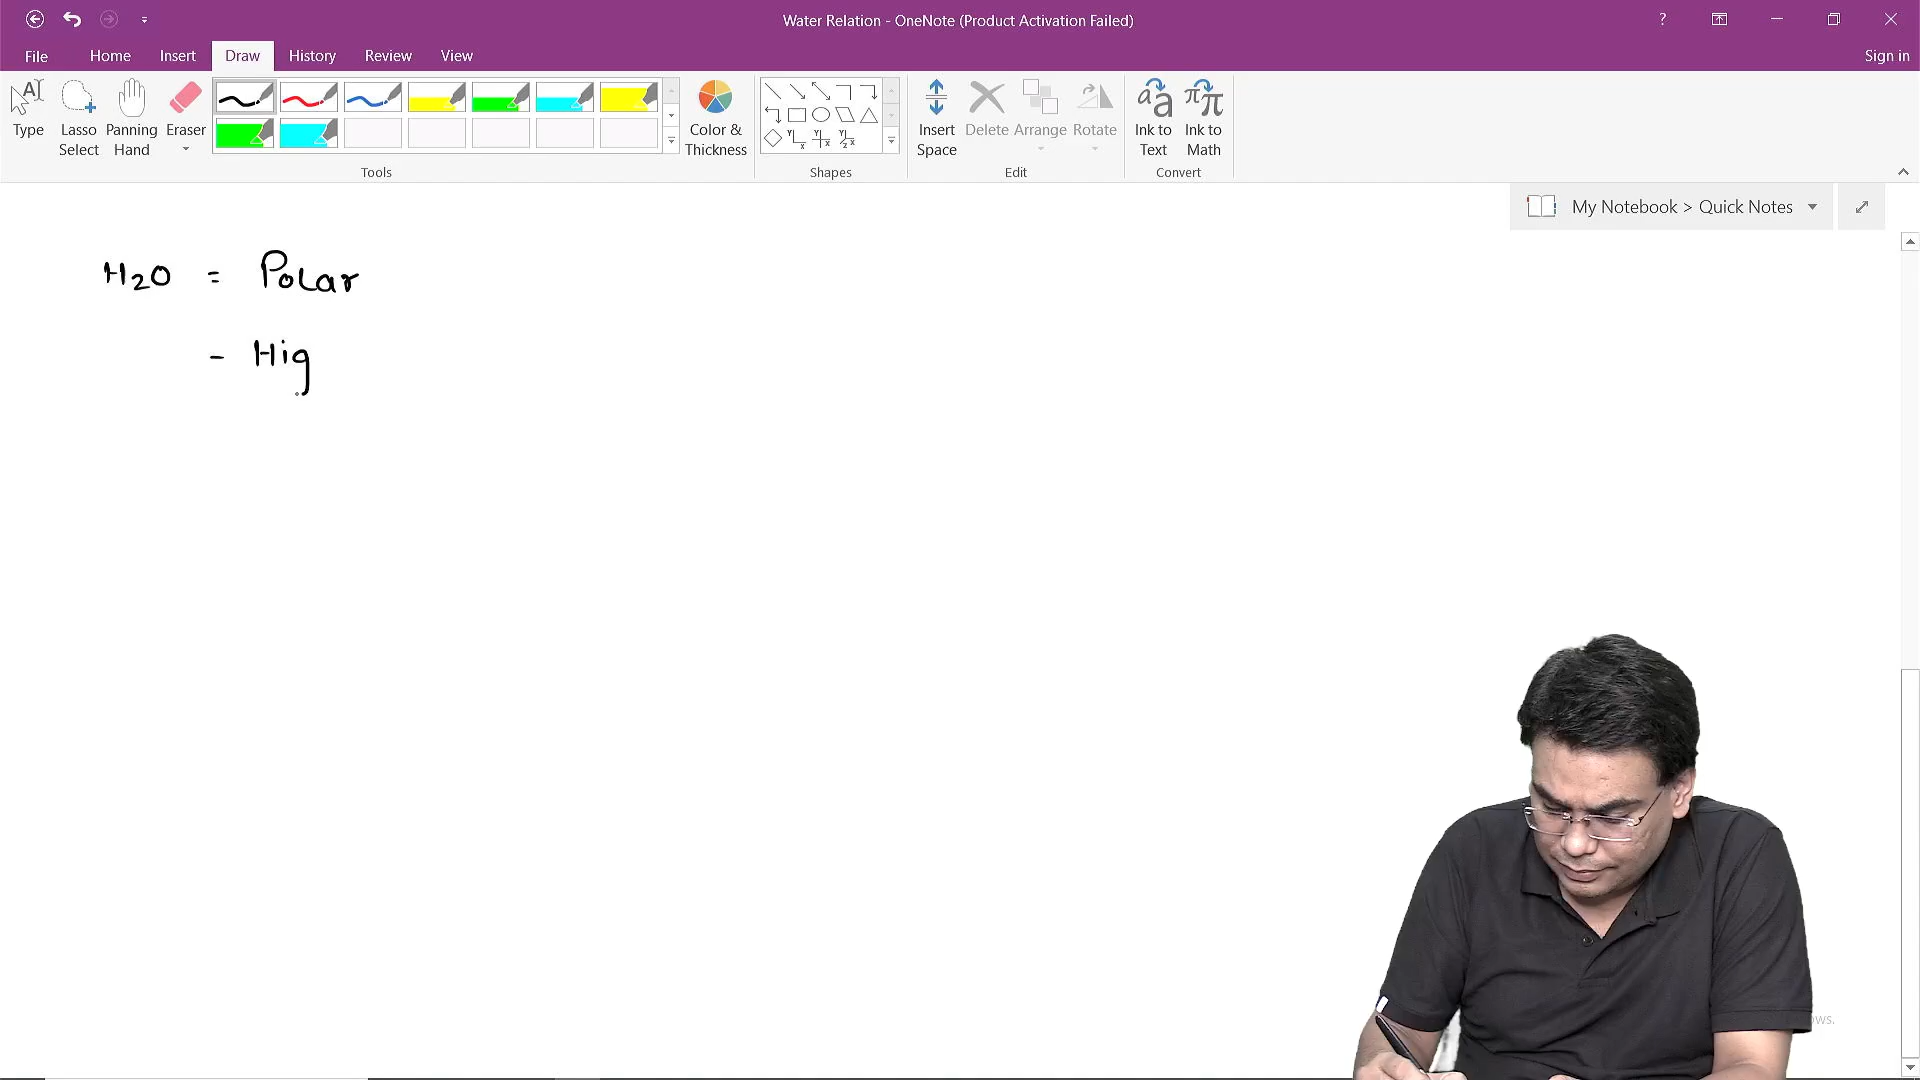 Water Relation - OneNote (Product Activation Failed)
?
File Home Insert Draw History Review View
Sign in
Type
Lasso Select
Panning Hand
Eraser
Color & Thickness
Insert Space
Delete
Arrange
Rotate
Ink to Text
Ink to Math
Tools
Shapes
Edit
Convert
My Notebook > Quick Notes
H2O = Polar
- Hig